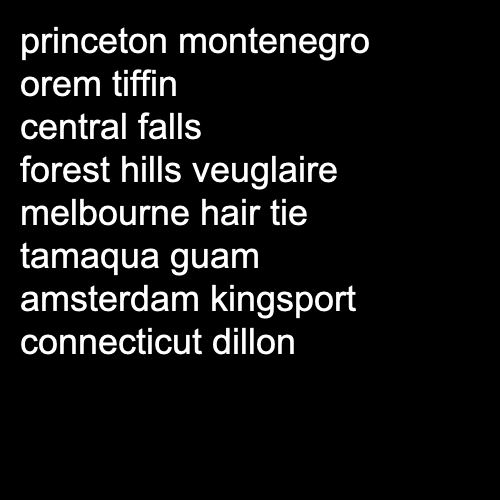 princeton montenegro
orem tiffin
central falls
forest hills veuglaire
melbourne hair tie
tamaqua guam
amsterdam kingsport
connecticut dillon